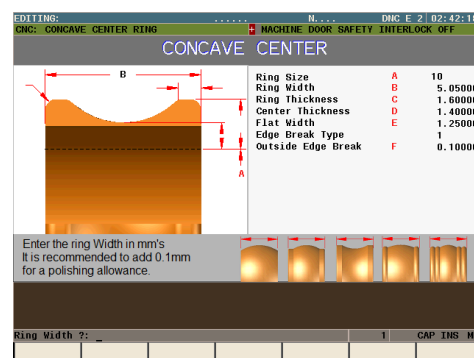 EDITING: ...... N.... DNC E 2 02:42:18
CNC: CONCAVE CENTER RING MACHINE DOOR SAFETY INTERLOCK OFF
CONCAVE CENTER
B
A
Ring Size A 10
Ring Width B 5.0500
Ring Thickness C 1.6000
Center Thickness D 1.4000
Flat Width E 1.2500
Edge Break Type 1
Outside Edge Break F 0.1000
Enter the ring Width in mm's
It is recommended to add 0.1mm
for a polishing allowance.
Ring Width ?: _ 1 CAP INS M